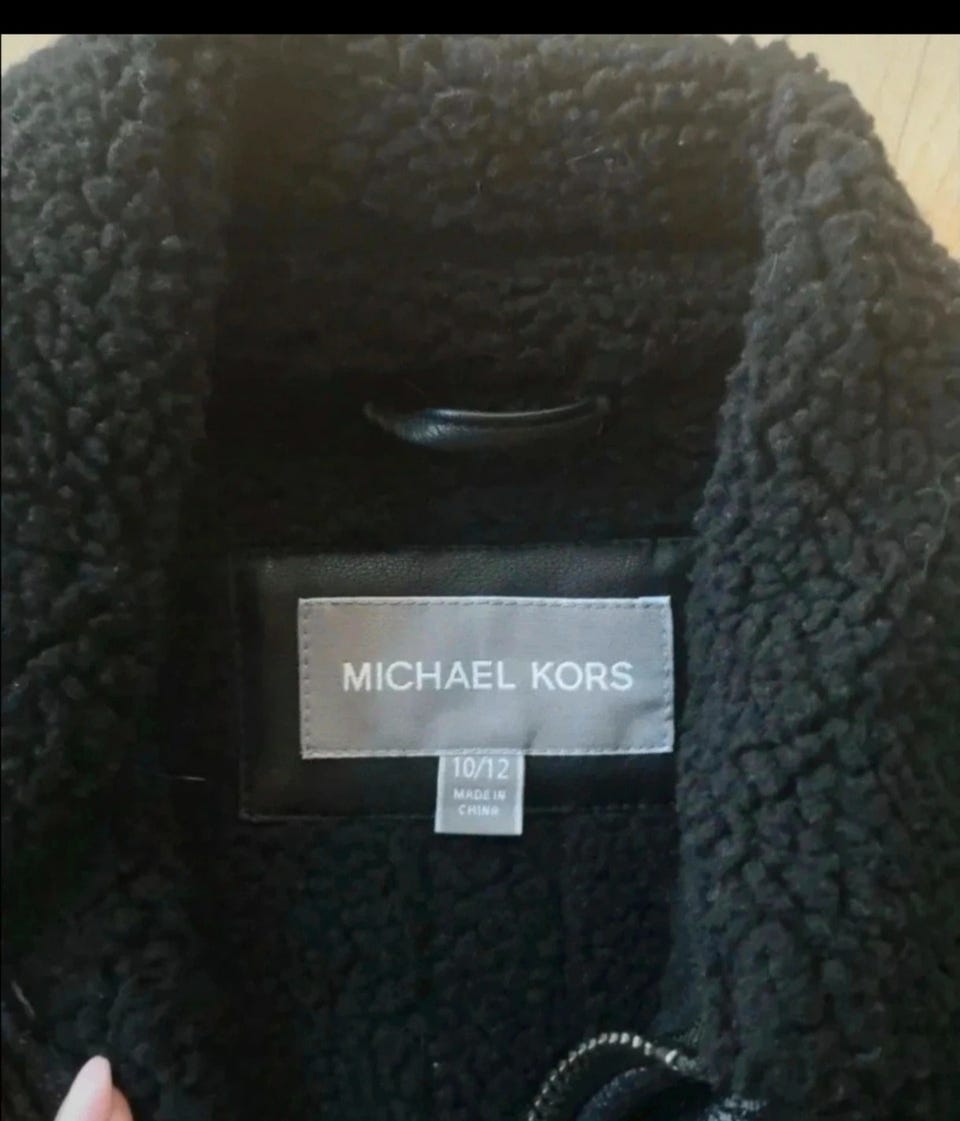 MICHAEL KORS
10/12
MADE IN
CHINA